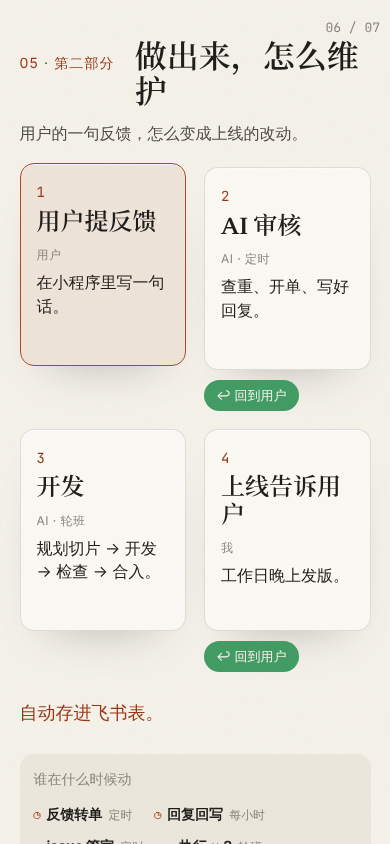 06 / 07
05 · 第二部分
做出来，怎么维
护
用户的一句反馈，怎么变成上线的改动。
1
用户提反馈
用户
在小程序里写一句
话。
2
AI 审核
AI · 定时
查重、开单、写好
回复。
↩ 回到用户
3
开发
AI · 轮班
规划切片 → 开发
→ 检查 → 合入。
4
上线告诉用
户
我
工作日晚上发版。
↩ 回到用户
自动存进飞书表。
谁在什么时候动
反馈转单 定时
回复回写 每小时